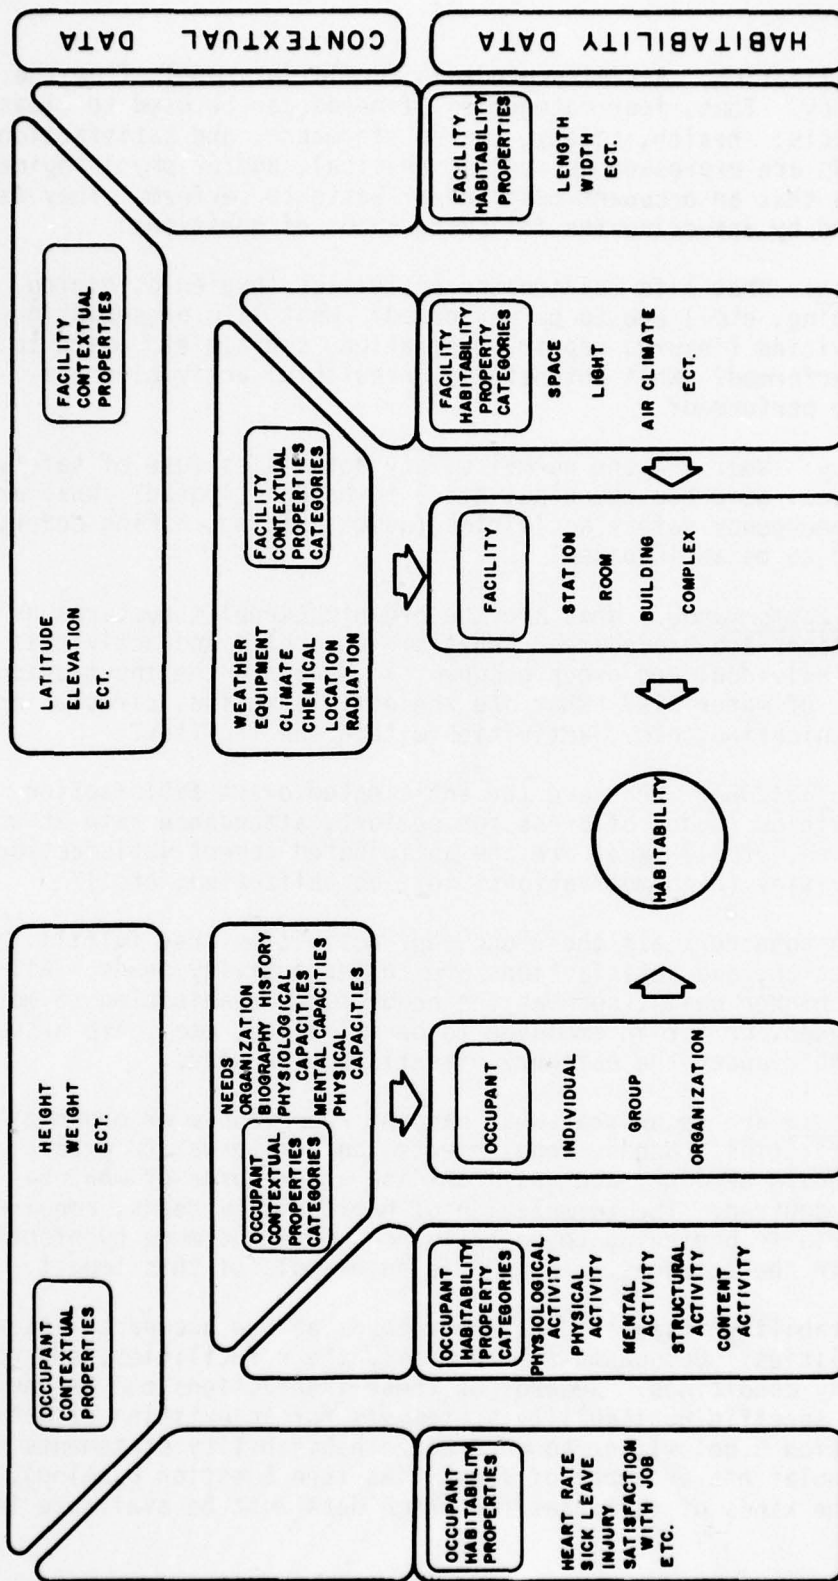 OCCUPANT
CONTEXTUAL
PROPERTIES
HEIGHT
WEIGHT
ECT.
LATITUDE
ELEVATION
ECT.
FACILITY
CONTEXTUAL
PROPERTIES
CONTEXTUAL DATA
OCCUPANT
CONTEXTUAL
PROPERTIES
CATEGORIES
NEEDS
ORGANIZATION
BIOGRAPHY HISTORY
PHYSIOLOGICAL
CAPACITIES
MENTAL CAPACITIES
PHYSICAL
CAPACITIES
WEATHER
EQUIPMENT
CLIMATE
CHEMICAL
LOCATION
RADIATION
FACILITY
CONTEXTUAL
PROPERTIES
CATEGORIES
OCCUPANT
HABITABILITY
PROPERTIES
HEART RATE
SICK LEAVE
INJURY
SATISFACTION
WITH JOB
ETC.
OCCUPANT
HABITABILITY
PROPERTY
CATEGORIES
PHYSIOLOGICAL
ACTIVITY
PHYSICAL
ACTIVITY
MENTAL
ACTIVITY
STRUCTURAL
ACTIVITY
CONTENT
ACTIVITY
OCCUPANT
INDIVIDUAL
GROUP
ORGANIZATION
HABITABILITY
FACILITY
STATION
ROOM
BUILDING
COMPLEX
FACILITY
HABITABILITY
PROPERTY
CATEGORIES
SPACE
LIGHT
AIR CLIMATE
ECT.
FACILITY
HABITABILITY
PROPERTIES
LENGTH
WIDTH
ECT.
HABITABILITY DATA